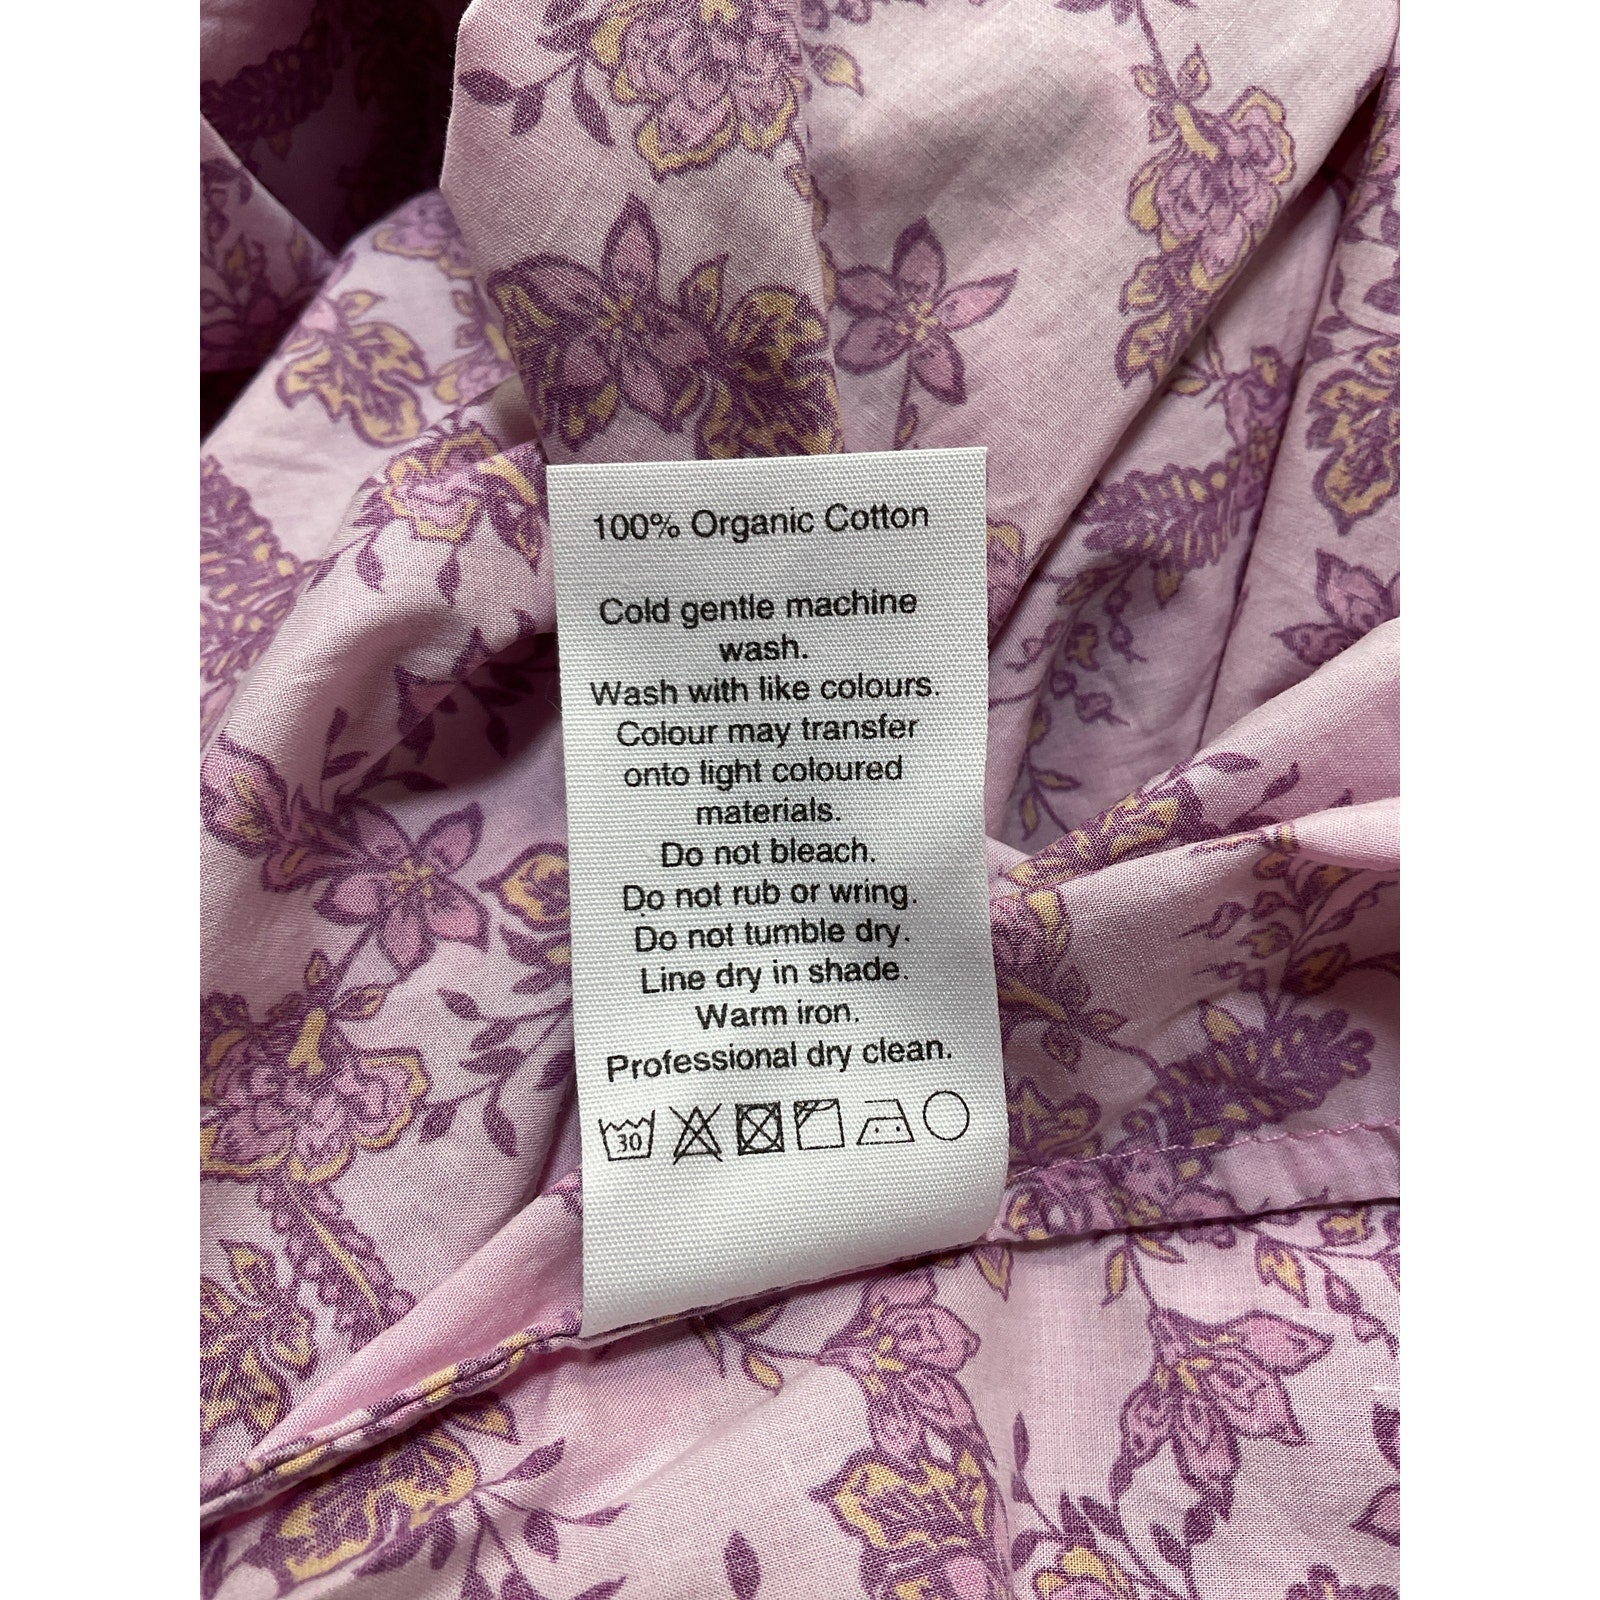 100% Organic Cotton
Cold gentle machine
wash.
Wash with like colours.
Colour may transfer
onto light coloured
materials.
Do not bleach.
Do not rub or wring.
Do not tumble dry.
Line dry in shade.
Warm iron.
Professional dry clean.
30